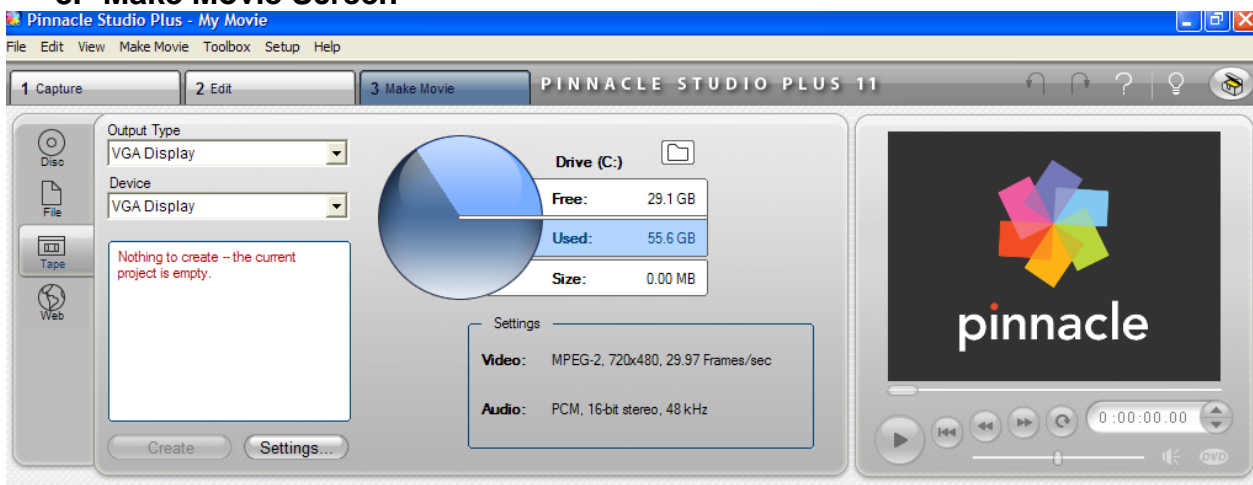 3. Make Movie Screen
Pinnacle Studio Plus - My Movie
File Edit View Make Movie Toolbox Setup Help
1 Capture 2 Edit 3 Make Movie PINNACLE STUDIO PLUS 11
Disc
File
Tape
Web
Output Type
VGA Display
Device
VGA Display
Nothing to create -- the current
project is empty.
Create Settings...
Drive (C:)
Free: 29.1 GB
Used: 55.6 GB
Size: 0.00 MB
Settings
Video: MPEG-2, 720x480, 29.97 Frames/sec
Audio: PCM, 16-bit stereo, 48 kHz
pinnacle
0:00:00.00
DVD